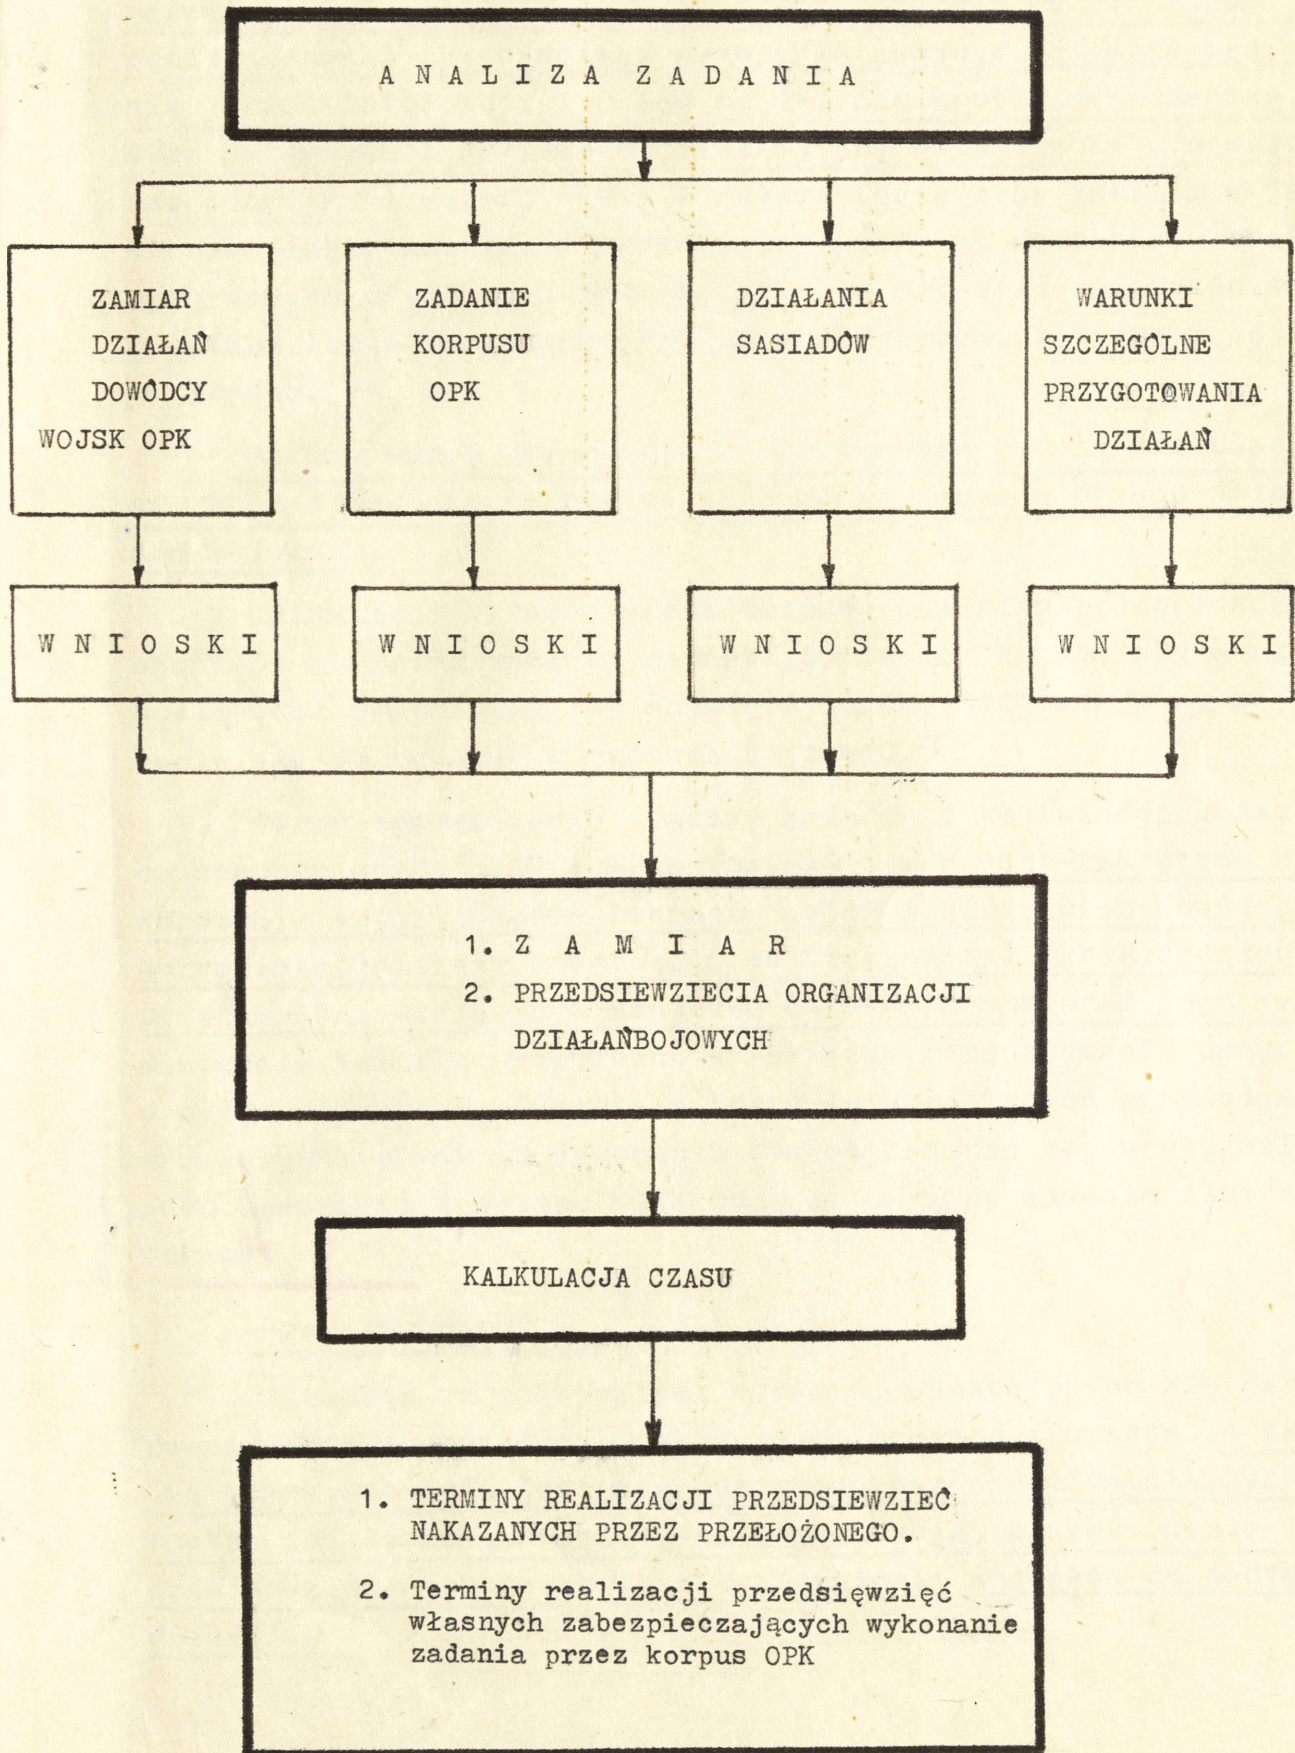 A N A L I Z A  Z A D A N I A
ZAMIAR
DZIAŁAŃ
DOWÓDCY
WOJSK OPK
ZADANIE
KORPUSU
OPK
DZIAŁANIA
SASIADÓW
WARUNKI
SZCZEGÓLNE
PRZYGOTOWANIA
DZIAŁAŃ
W N I O S K I
W N I O S K I
W N I O S K I
W N I O S K I
1. Z A M I A R
2. PRZEDSIEWZIECIA ORGANIZACJI
DZIAŁAŃBOJOWYCH
KALKULACJA CZASU
1. TERMINY REALIZACJI PRZEDSIEWZIEĆ
NAKAZANYCH PRZEZ PRZEŁOŻONEGO.
2. Terminy realizacji przedsięwzięć
własnych zabezpieczających wykonanie
zadania przez korpus OPK